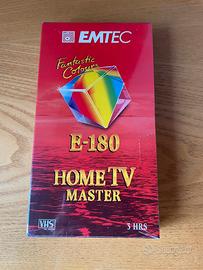 EMTEC
Fantastic
Colours
E-180
HOME TV
MASTER
VHS
3 HRS